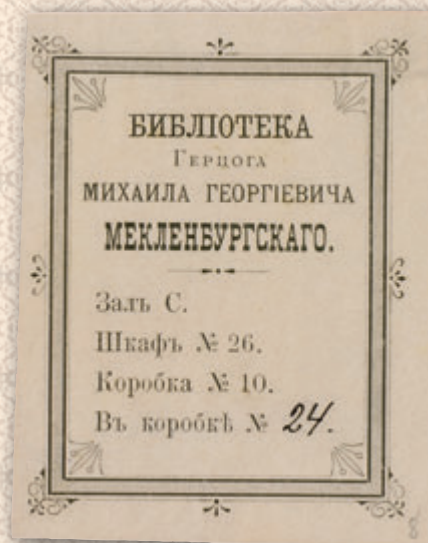 БИБЛІОТЕКА
ГЕРЦОГА
МИХАИЛА ГЕОРГІЕВИЧА
МЕКЛЕНБУРГСКАГО.
Залъ С.
Шкафъ № 26.
Коробка № 10.
Въ коробкѣ № 24.